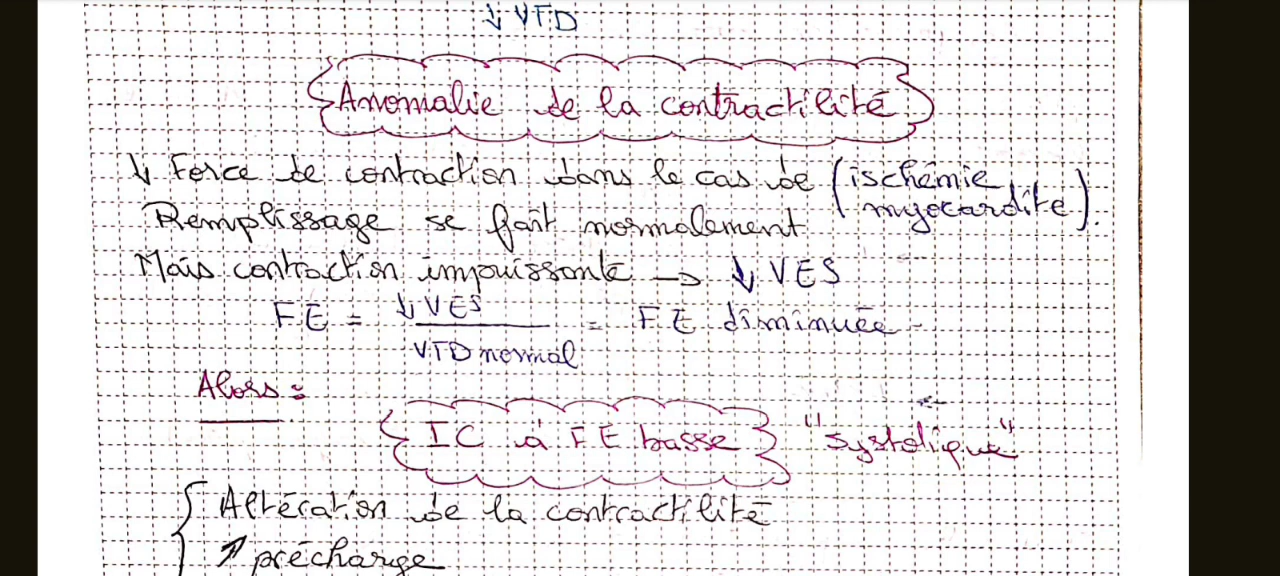 ↓ VTD
Anomalie de la contractilité
↓ Force de contraction dans le cas de (ischémie
myocardite).
Remplissage se fait normalement
Mais contraction impuissante → ↓ VES
FE = ↓ VES / VTD normal = FE diminuée
Alors :
IC à FE basse "systolique"
Altération de la contractilité
↗ précharge